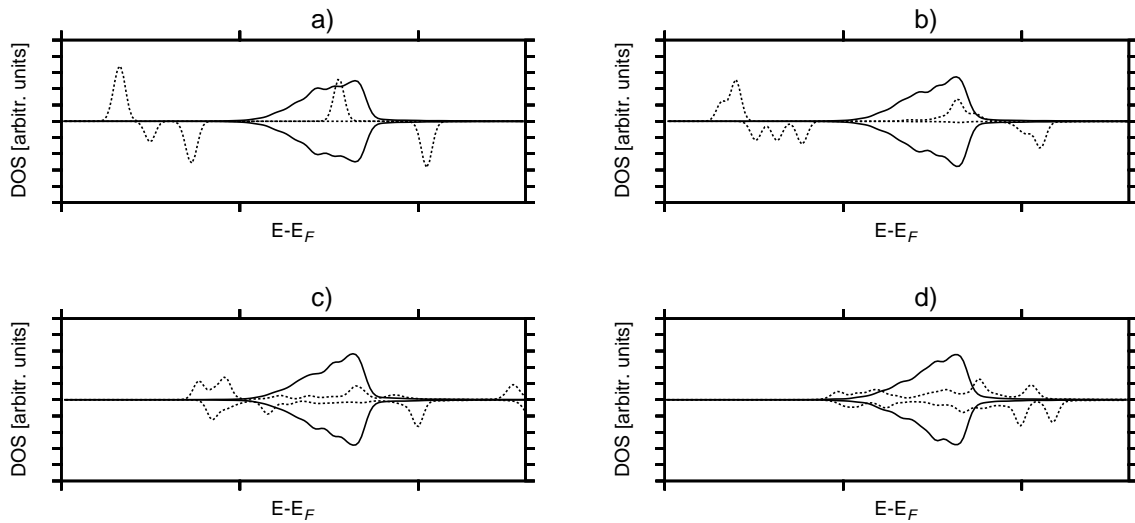 a)
DOS [arbitr. units]
E-E_F
b)
DOS [arbitr. units]
E-E_F
c)
DOS [arbitr. units]
E-E_F
d)
DOS [arbitr. units]
E-E_F